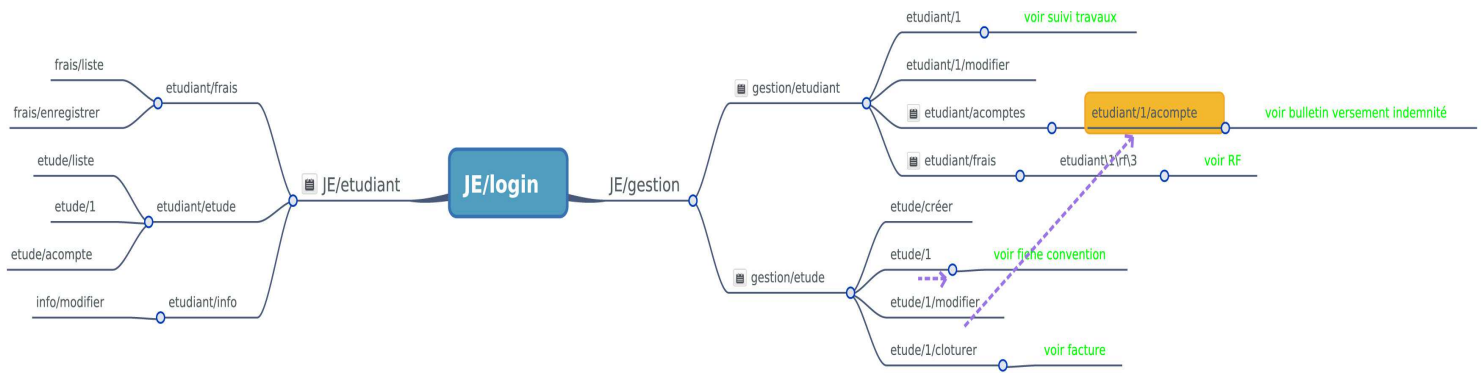 JE/login
JE/etudiant
etudiant/frais
frais/liste
frais/enregistrer
etudiant/etude
etude/liste
etude/1
etude/acompte
etudiant/info
info/modifier
JE/gestion
gestion/etudiant
etudiant/1 voir suivi travaux
etudiant/1/modifier
etudiant/acomptes etudiant/1/acompte voir bulletin versement indemnité
etudiant/frais etudiant\1\rf\3 voir RF
gestion/etude
etude/créer
etude/1 voir fiche convention
etude/1/modifier
etude/1/cloturer voir facture